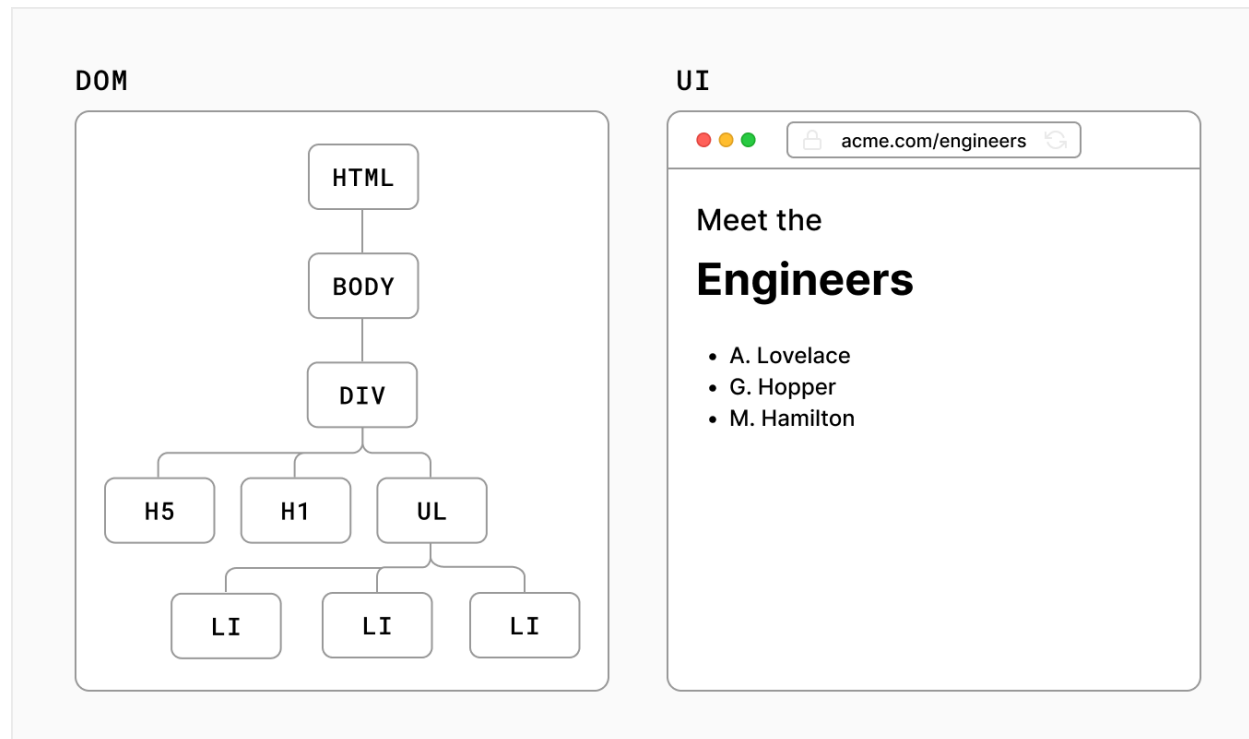 DOM
HTML
BODY
DIV
H5 H1 UL
LI LI LI
UI
acme.com/engineers
Meet the
Engineers
• A. Lovelace
• G. Hopper
• M. Hamilton